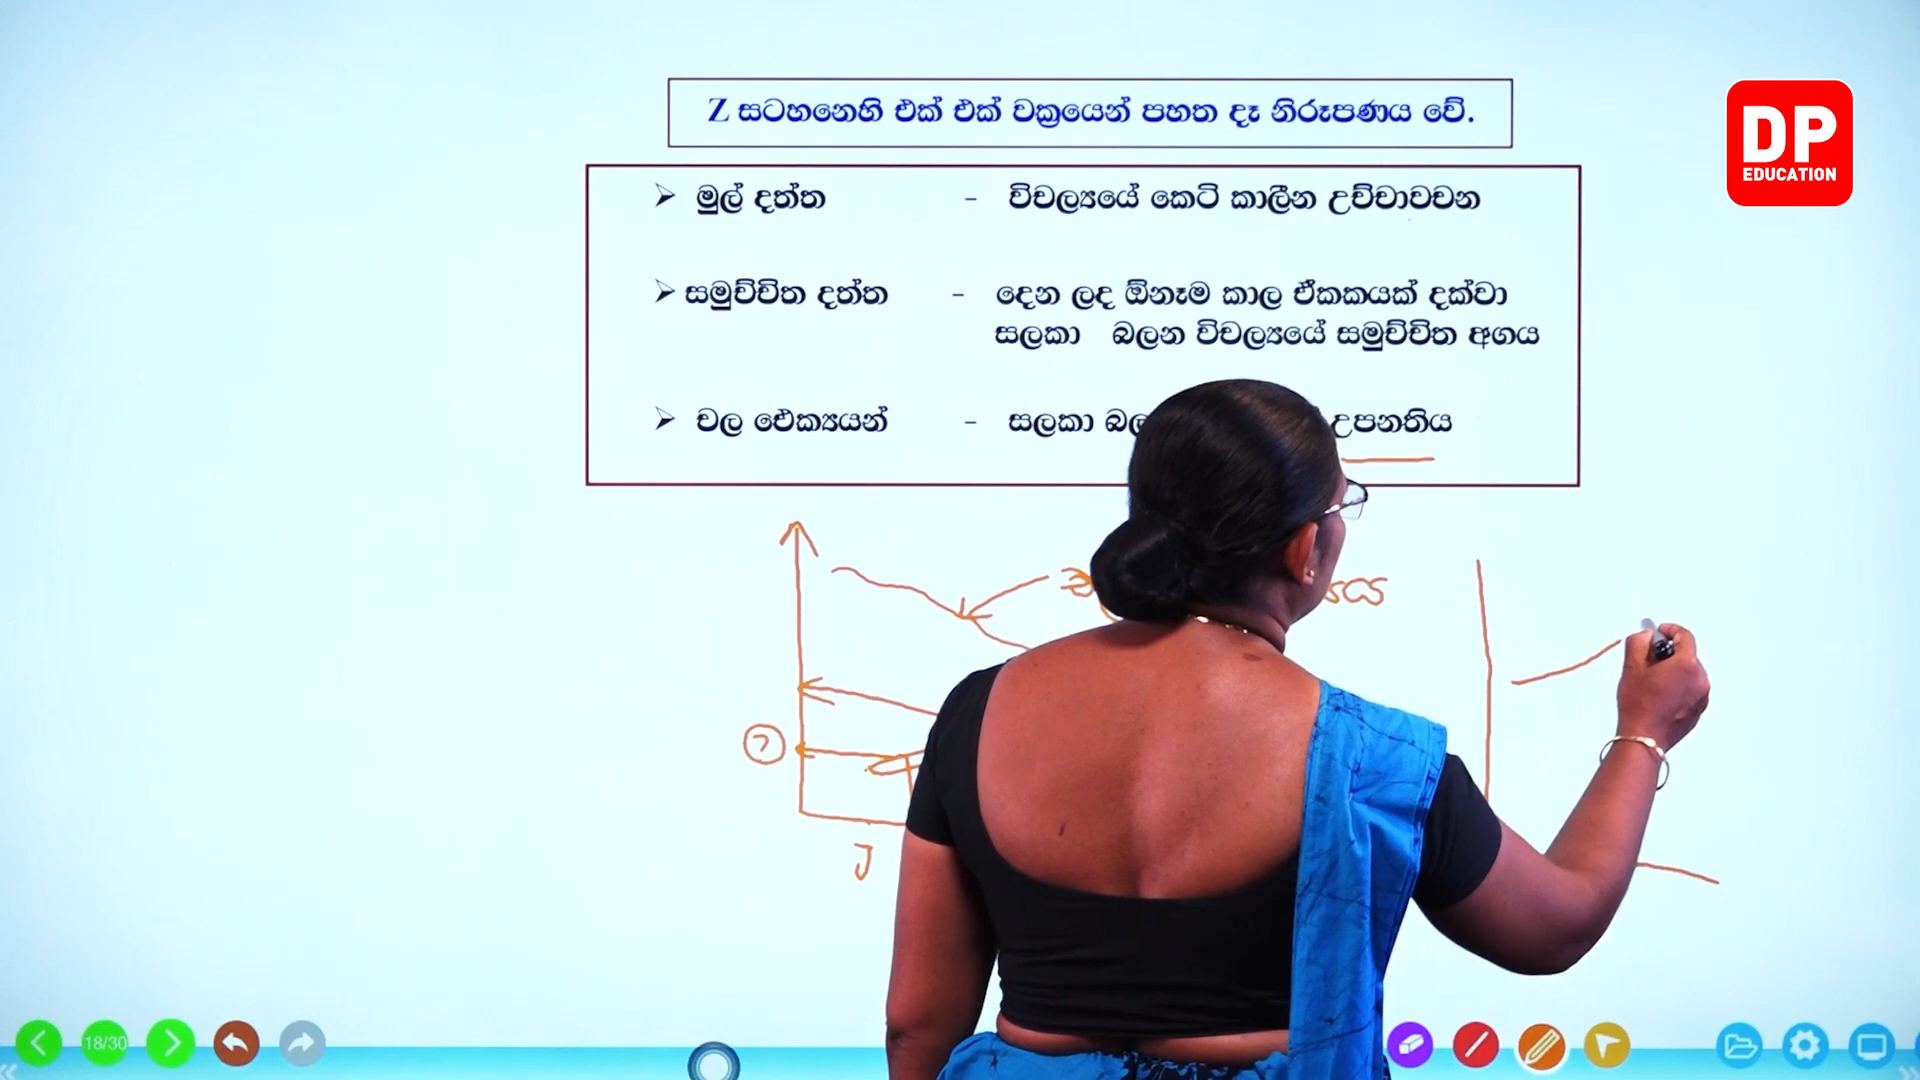 Z සටහනෙහි එක් එක් වක්‍රයෙන් පහත දෑ නිරූපණය වේ.
DP
EDUCATION
➢ මුල් දත්ත - විචල්‍යයේ කෙටි කාලීන උච්චාවචන
➢ සමුච්චිත දත්ත - දෙන ලද ඕනෑම කාල ඒකකයක් දක්වා
සලකා බලන විචල්‍යයේ සමුච්චිත අගය
➢ චල ඓක්‍යයන් - සලකා උපනතිය
J
18/30